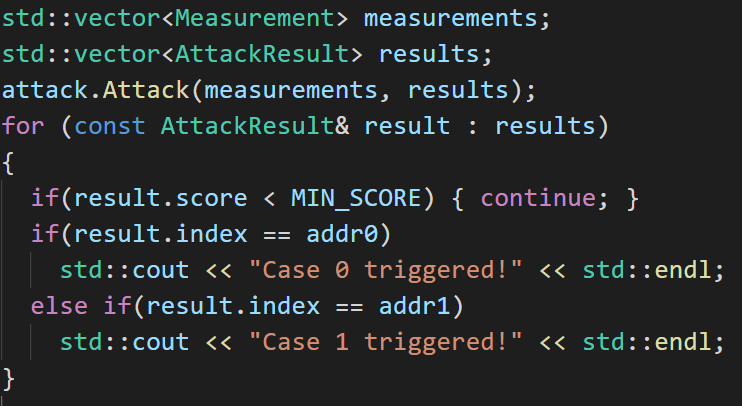 std::vector<Measurement> measurements;
std::vector<AttackResult> results;
attack.Attack(measurements, results);
for (const AttackResult& result : results)
{
  if(result.score < MIN_SCORE) { continue; }
  if(result.index == addr0)
    std::cout << "Case 0 triggered!" << std::endl;
  else if(result.index == addr1)
    std::cout << "Case 1 triggered!" << std::endl;
}